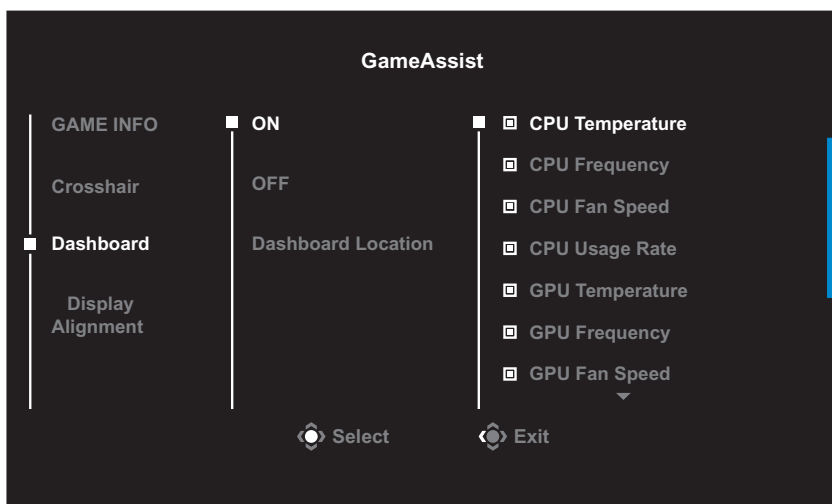 GameAssist
GAME INFO
Crosshair
Dashboard
Display
Alignment
ON
OFF
Dashboard Location
CPU Temperature
CPU Frequency
CPU Fan Speed
CPU Usage Rate
GPU Temperature
GPU Frequency
GPU Fan Speed
Select
Exit